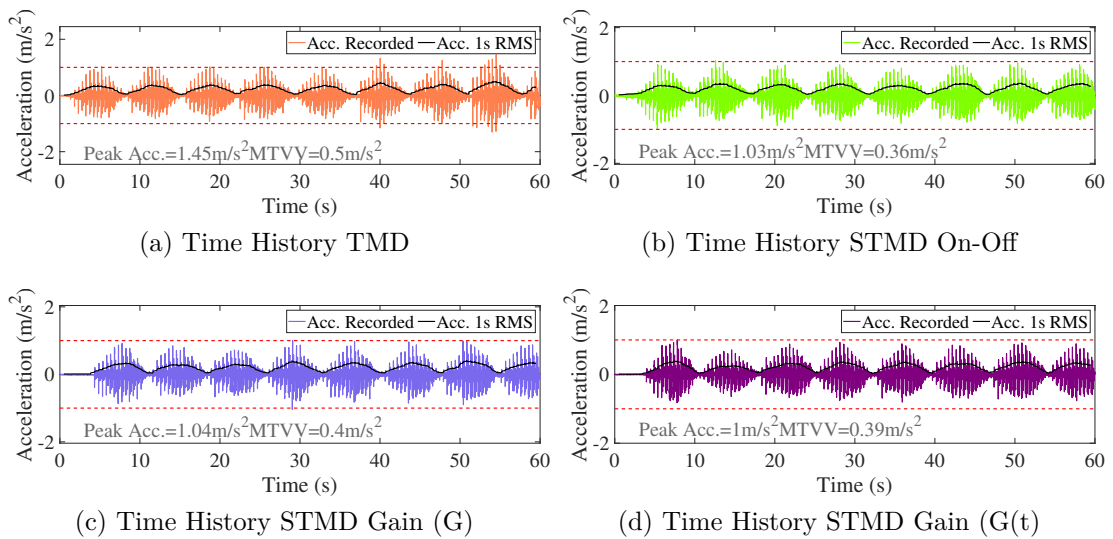 Acceleration (m/s²)
2
0
-2
Acc. Recorded Acc. 1s RMS
Peak Acc.=1.45m/s²MTVV=0.5m/s²
0 10 20 30 40 50 60
Time (s)
(a) Time History TMD
Acceleration (m/s²)
2
0
-2
Acc. Recorded Acc. 1s RMS
Peak Acc.=1.03m/s²MTVV=0.36m/s²
0 10 20 30 40 50 60
Time (s)
(b) Time History STMD On-Off
Acceleration (m/s²)
2
0
-2
Acc. Recorded Acc. 1s RMS
Peak Acc.=1.04m/s²MTVV=0.4m/s²
0 10 20 30 40 50 60
Time (s)
(c) Time History STMD Gain (G)
Acceleration (m/s²)
2
0
-2
Acc. Recorded Acc. 1s RMS
Peak Acc.=1m/s²MTVV=0.39m/s²
0 10 20 30 40 50 60
Time (s)
(d) Time History STMD Gain (G(t)